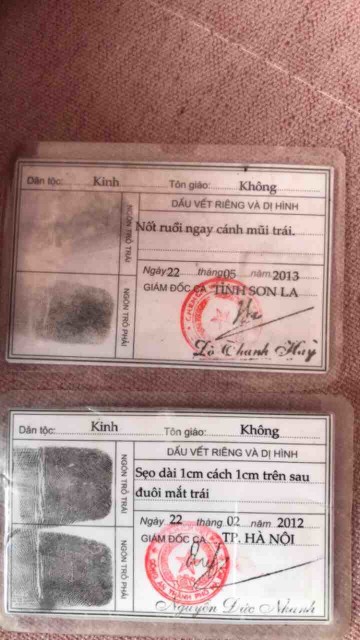 Dân tộc: Kinh Tôn giáo: Không
DẤU VẾT RIÊNG VÀ DỊ HÌNH
NGÓN TRỎ TRÁI
Nốt ruồi ngay cánh mũi trái.
Ngày 22 tháng 05 năm 2013
GIÁM ĐỐC CA TỈNH SƠN LA
NGÓN TRỎ PHẢI
Dân tộc: Kinh Tôn giáo: Không
DẤU VẾT RIÊNG VÀ DỊ HÌNH
NGÓN TRỎ TRÁI
Sẹo dài 1cm cách 1cm trên sau
đuôi mắt trái
Ngày 22 tháng 02 năm 2012
GIÁM ĐỐC CA TP. HÀ NỘI
NGÓN TRỎ PHẢI
Nguyễn Đức Nhanh